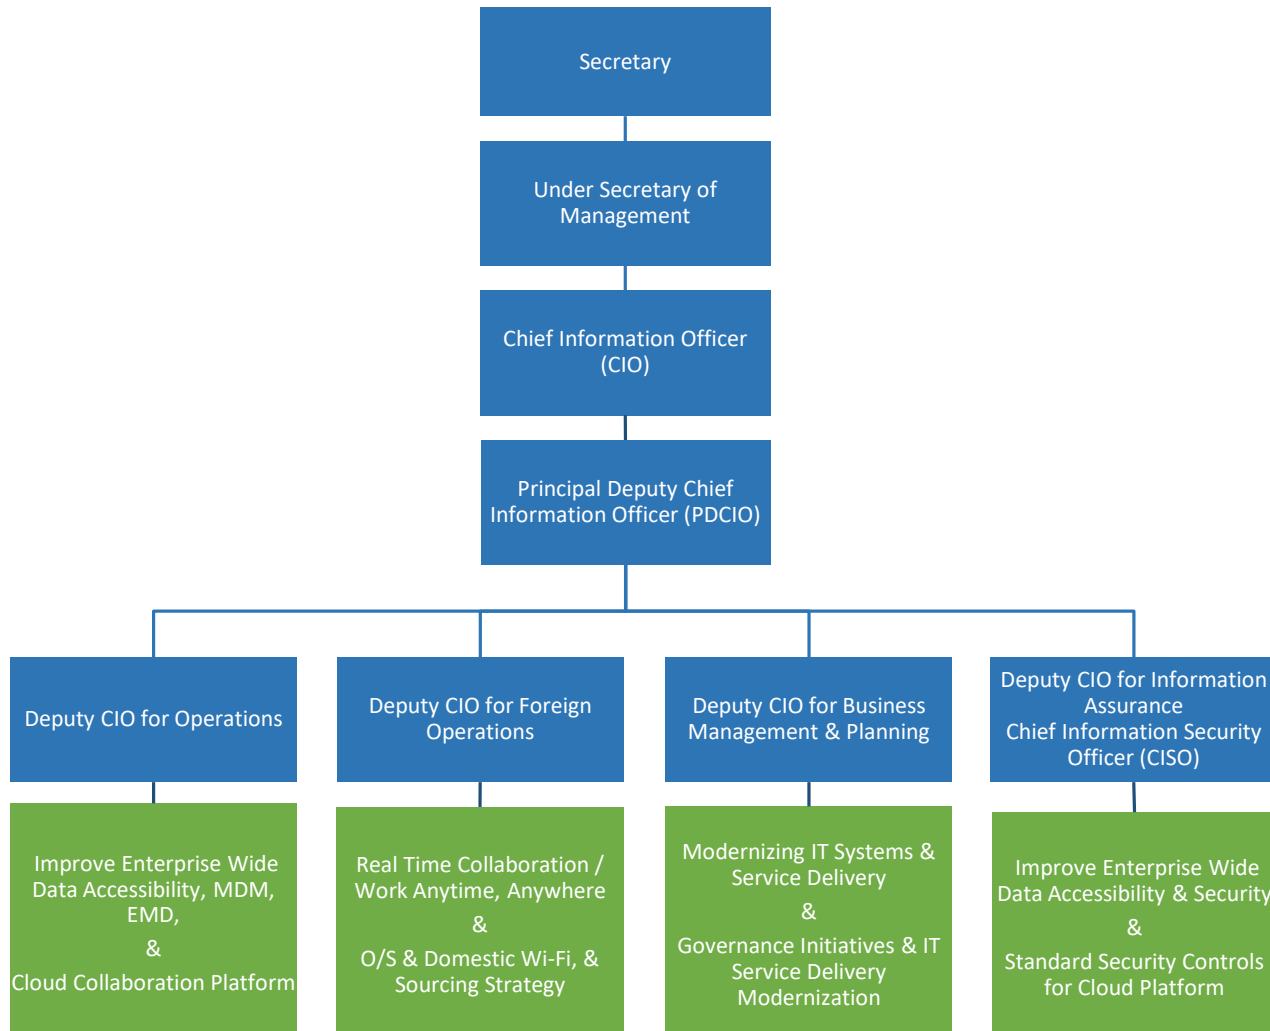 Secretary
Under Secretary of
Management
Chief Information Officer
(CIO)
Principal Deputy Chief
Information Officer (PDCIO)
Deputy CIO for Operations
Deputy CIO for Foreign
Operations
Deputy CIO for Business
Management & Planning
Deputy CIO for Information
Assurance
Chief Information Security
Officer (CISO)
Improve Enterprise Wide
Data Accessibility, MDM,
EMD,
&
Cloud Collaboration Platform
Real Time Collaboration /
Work Anytime, Anywhere
&
O/S & Domestic Wi-Fi, &
Sourcing Strategy
Modernizing IT Systems &
Service Delivery
&
Governance Initiatives & IT
Service Delivery
Modernization
Improve Enterprise Wide
Data Accessibility & Security
&
Standard Security Controls
for Cloud Platform